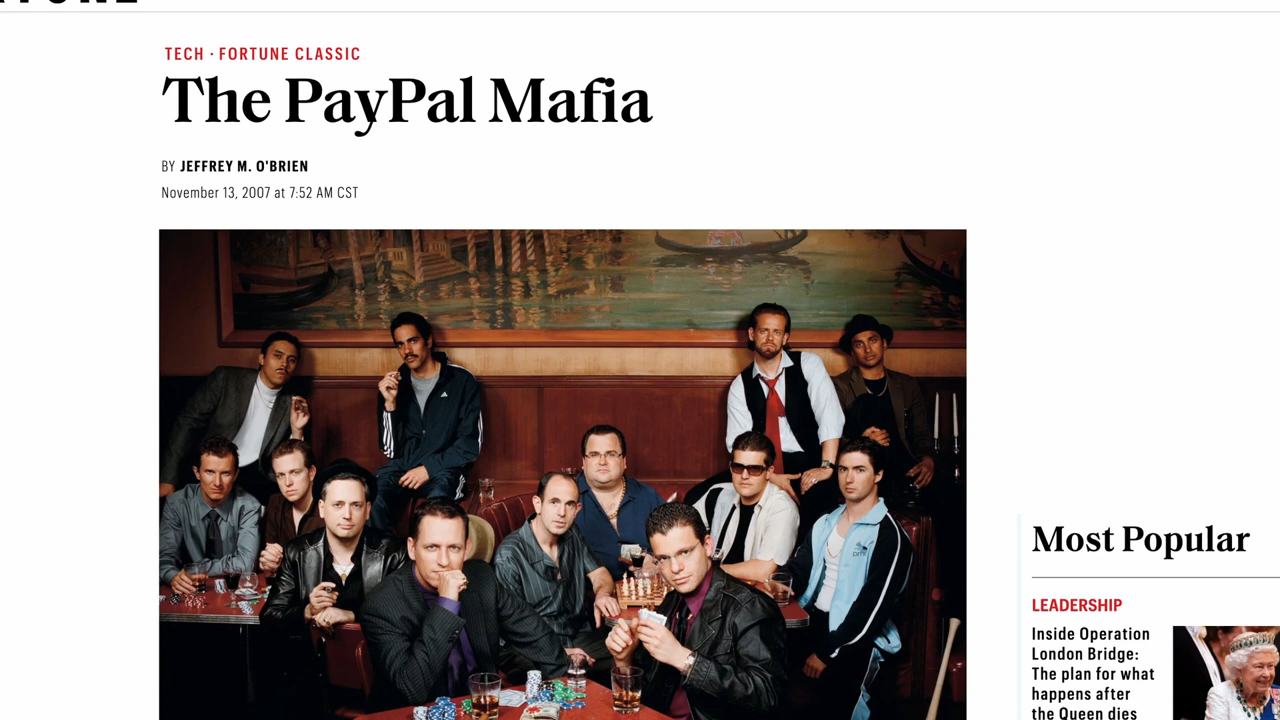 TECH · FORTUNE CLASSIC
The PayPal Mafia
BY JEFFREY M. O'BRIEN
November 13, 2007 at 7:52 AM CST
Most Popular
LEADERSHIP
Inside Operation
London Bridge:
The plan for what
happens after
the Queen dies